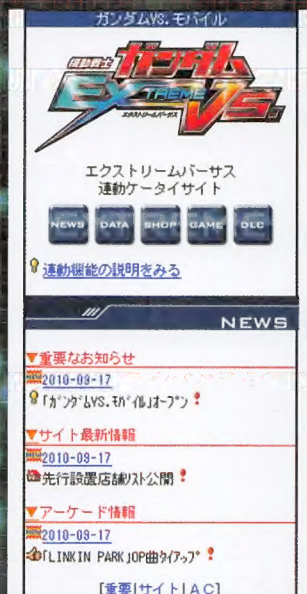 ガンダムVS.モバイル
機動戦士
ガンダム
EXTREME VS.
エクストリームバーサス
エクストリームバーサス
連動ケータイサイト
NEWS DATA SHOP GAME DLC
連動機能の説明をみる
NEWS
▼重要なお知らせ
NEW 2010-09-17
「ガンダムVS.モバイル」オープン!
▼サイト最新情報
NEW 2010-09-17
先行設置店舗リスト公開!
▼アーケード情報
NEW 2010-09-17
「LINKIN PARK」OP曲タイアップ!
[重要|サイト|AC]